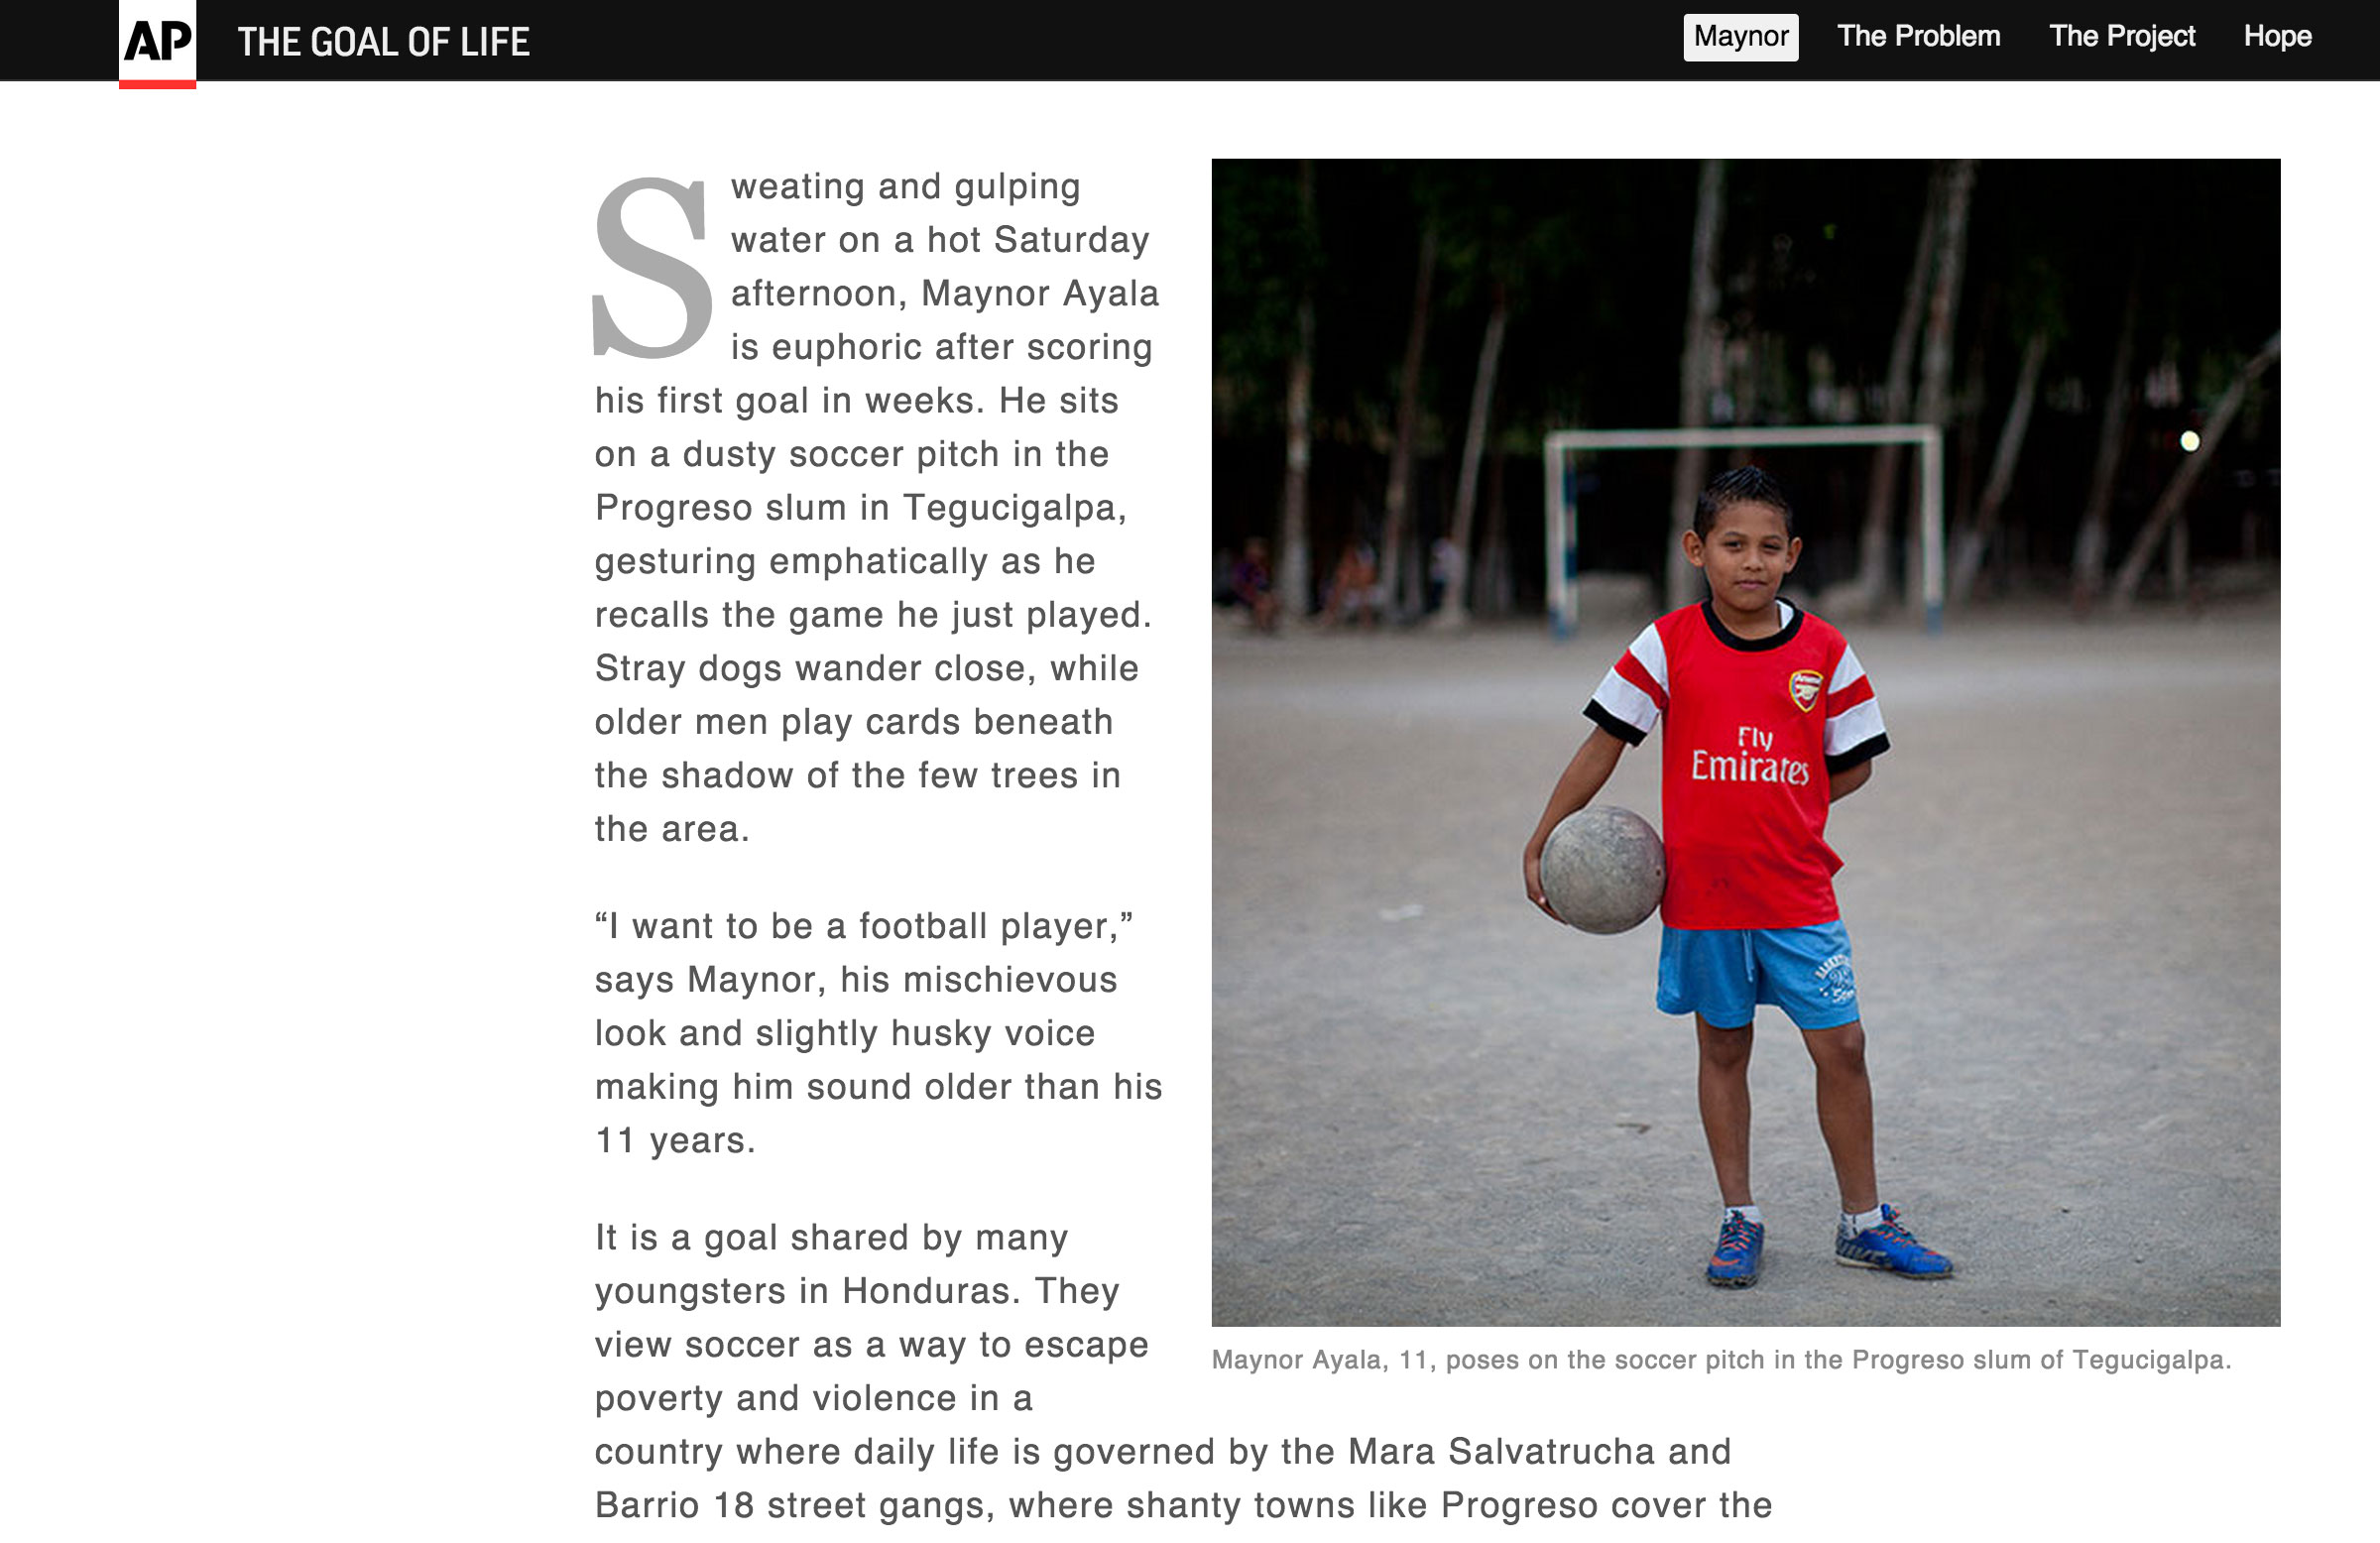 AP
THE GOAL OF LIFE
Maynor
The Problem
The Project
Hope
Sweating and gulping
water on a hot Saturday
afternoon, Maynor Ayala
is euphoric after scoring
his first goal in weeks. He sits
on a dusty soccer pitch in the
Progreso slum in Tegucigalpa,
gesturing emphatically as he
recalls the game he just played.
Stray dogs wander close, while
older men play cards beneath
the shadow of the few trees in
the area.
“I want to be a football player,”
says Maynor, his mischievous
look and slightly husky voice
making him sound older than his
11 years.
It is a goal shared by many
youngsters in Honduras. They
view soccer as a way to escape
poverty and violence in a
country where daily life is governed by the Mara Salvatrucha and
Barrio 18 street gangs, where shanty towns like Progreso cover the
Arsenal
Fly
Emirates
Maynor Ayala, 11, poses on the soccer pitch in the Progreso slum of Tegucigalpa.